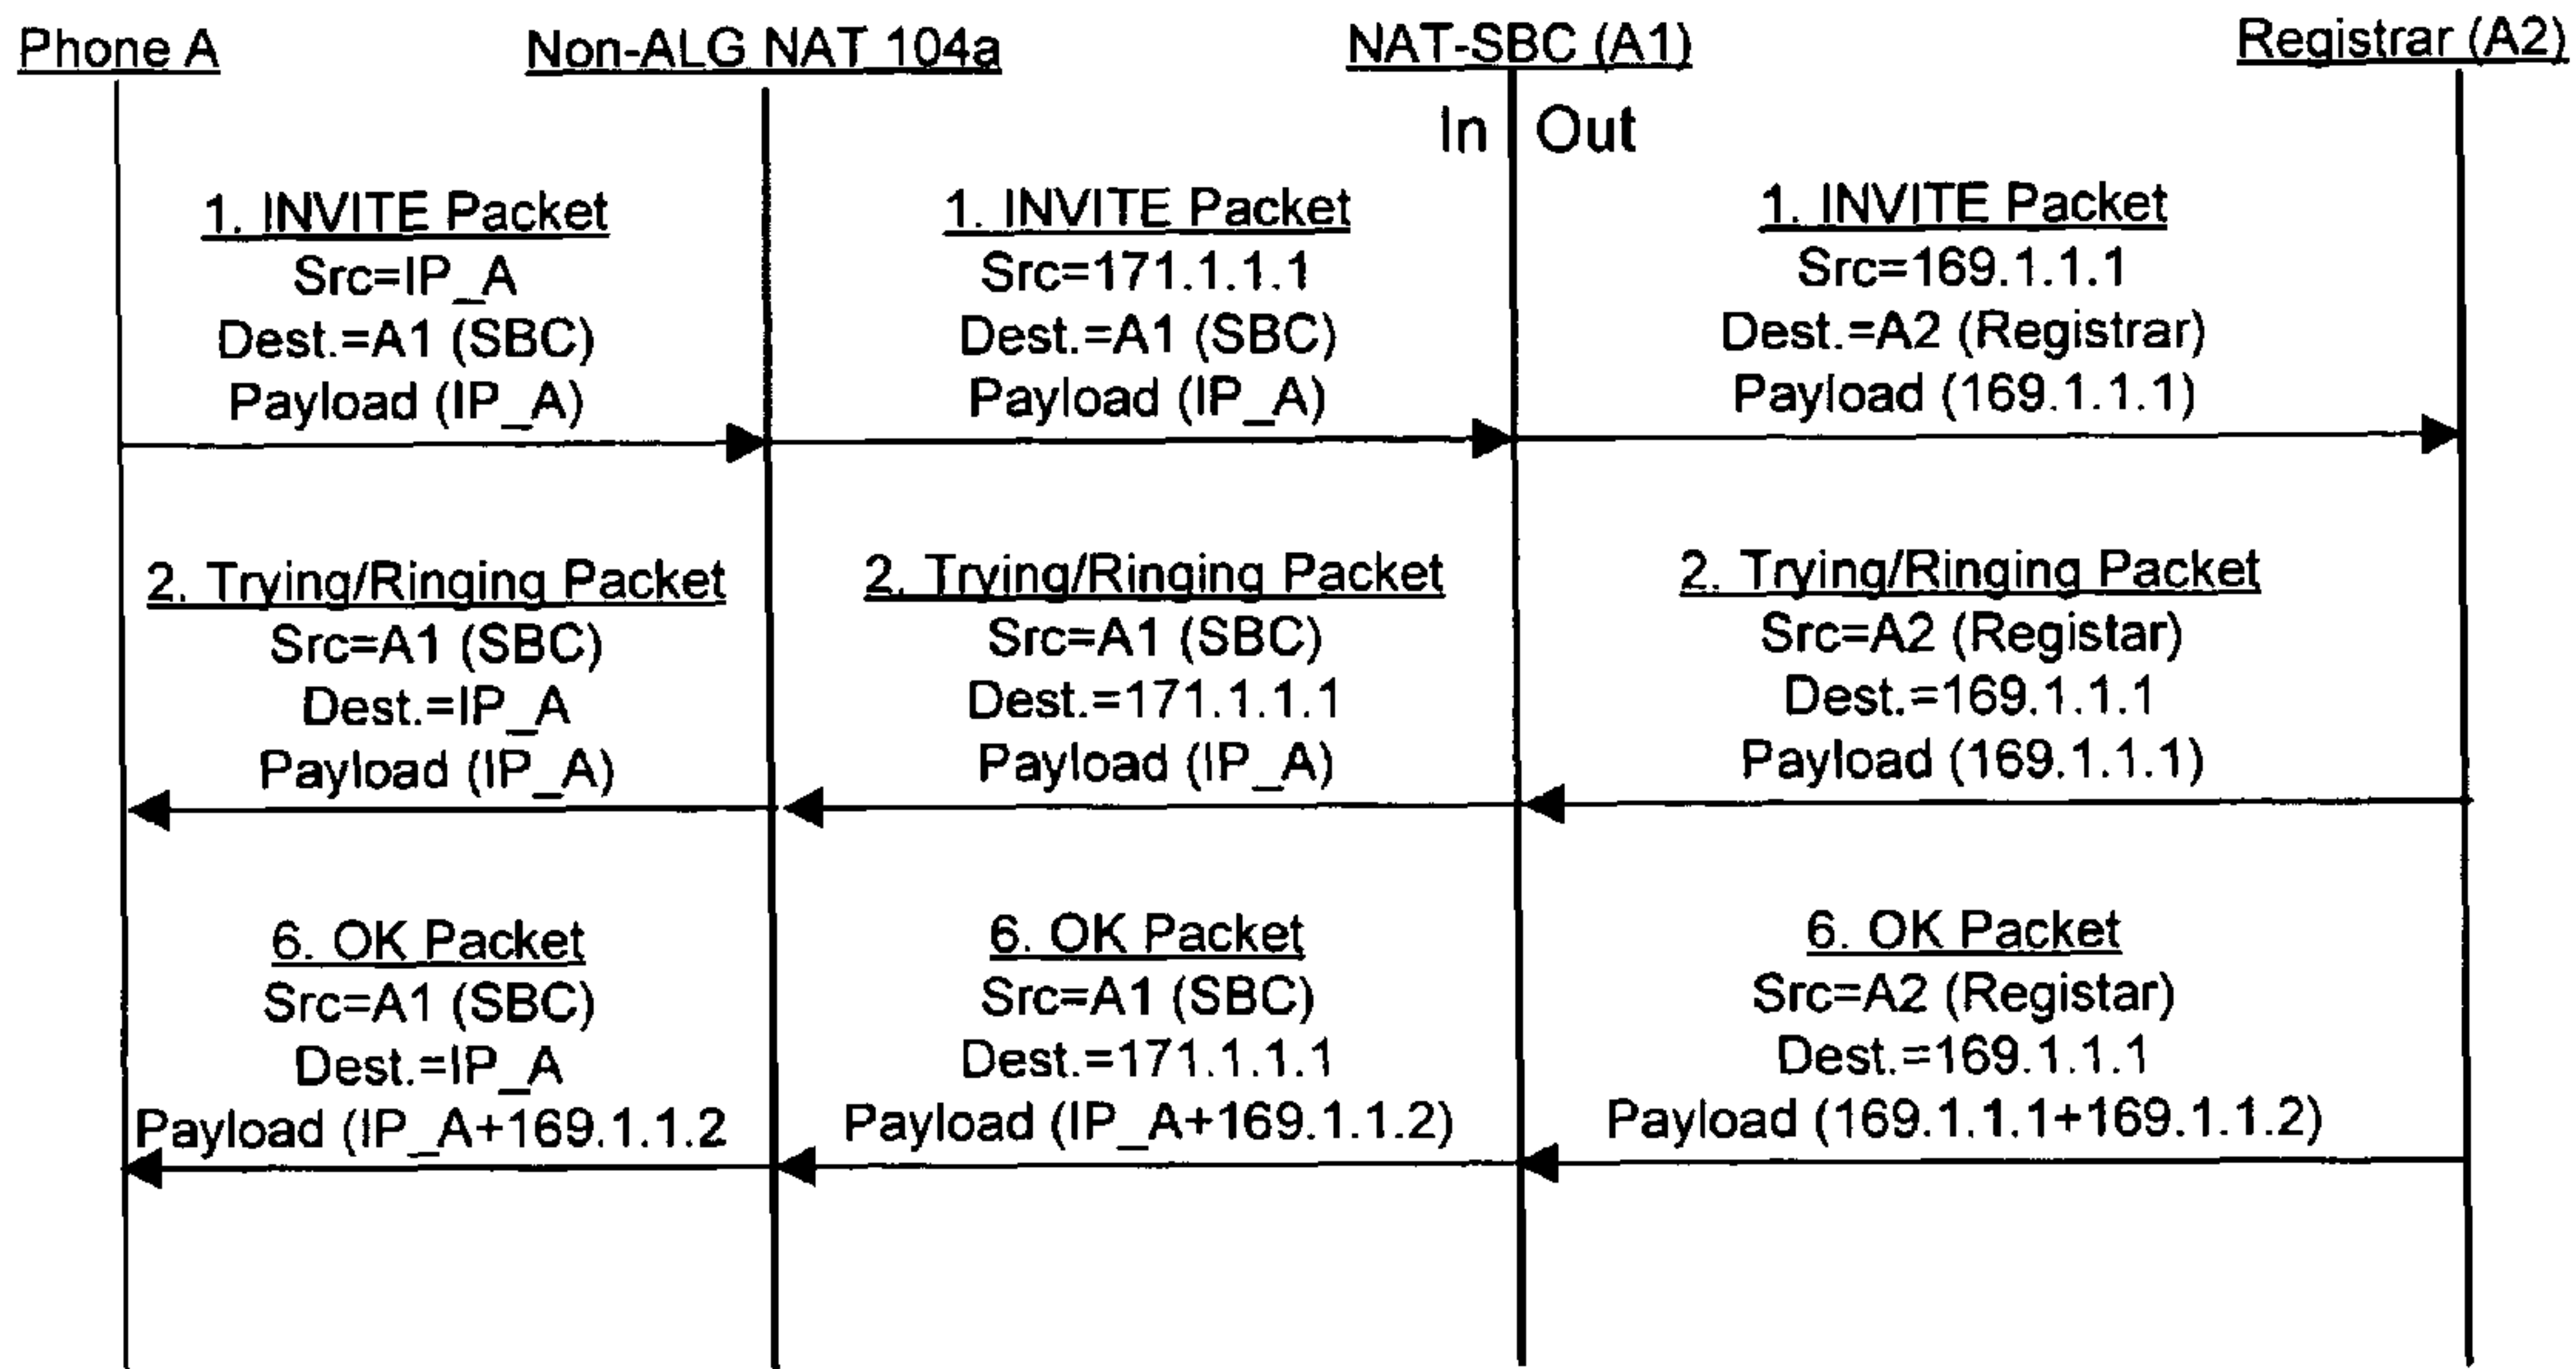 Phone A
Non-ALG NAT 104a
NAT-SBC (A1)
Registrar (A2)
In
Out
1. INVITE Packet
Src=IP_A
Dest.=A1 (SBC)
Payload (IP_A)
1. INVITE Packet
Src=171.1.1.1
Dest.=A1 (SBC)
Payload (IP_A)
1. INVITE Packet
Src=169.1.1.1
Dest.=A2 (Registrar)
Payload (169.1.1.1)
2. Trying/Ringing Packet
Src=A1 (SBC)
Dest.=IP_A
Payload (IP_A)
2. Trying/Ringing Packet
Src=A1 (SBC)
Dest.=171.1.1.1
Payload (IP_A)
2. Trying/Ringing Packet
Src=A2 (Registar)
Dest.=169.1.1.1
Payload (169.1.1.1)
6. OK Packet
Src=A1 (SBC)
Dest.=IP_A
Payload (IP_A+169.1.1.2
6. OK Packet
Src=A1 (SBC)
Dest.=171.1.1.1
Payload (IP_A+169.1.1.2)
6. OK Packet
Src=A2 (Registar)
Dest.=169.1.1.1
Payload (169.1.1.1+169.1.1.2)